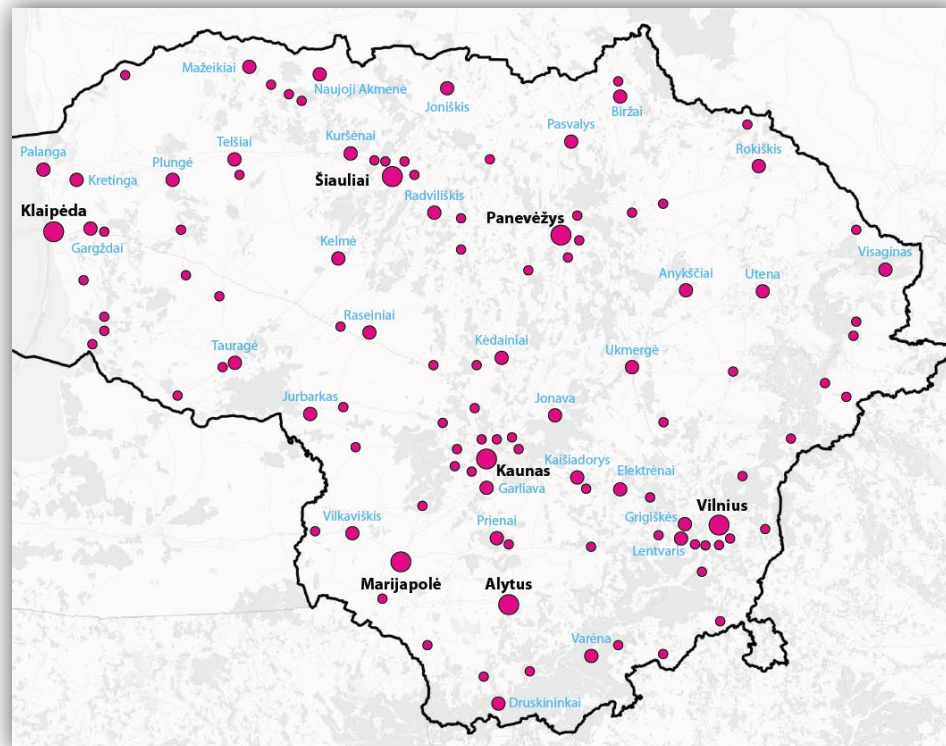 Mažeikiai
Naujoji Akmenė
Joniškis
Biržai
Pasvalys
Rokiškis
Palanga
Kretinga
Plungė
Telšiai
Kuršėnai
Šiauliai
Radviliškis
Klaipėda
Gargždai
Panevėžys
Kelmė
Visaginas
Anykščiai
Utena
Raseiniai
Tauragė
Kėdainiai
Ukmergė
Jurbarkas
Jonava
Kaunas
Kaišiadorys
Elektrėnai
Garliava
Vilnius
Grigiškės
Lentvaris
Vilkaviškis
Prienai
Marijapolė
Alytus
Varėna
Druskininkai